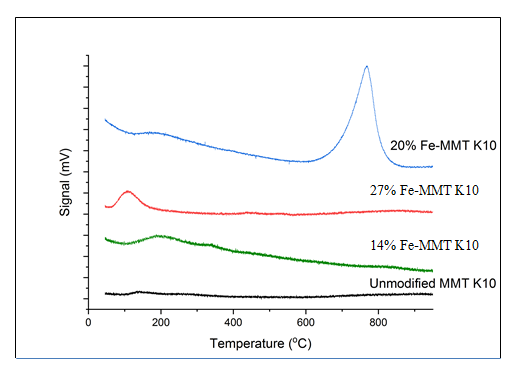 20% Fe-MMT K10
27% Fe-MMT K10
14% Fe-MMT K10
Unmodified MMT K10
Signal (mV)
0 200 400 600 800
Temperature (°C)